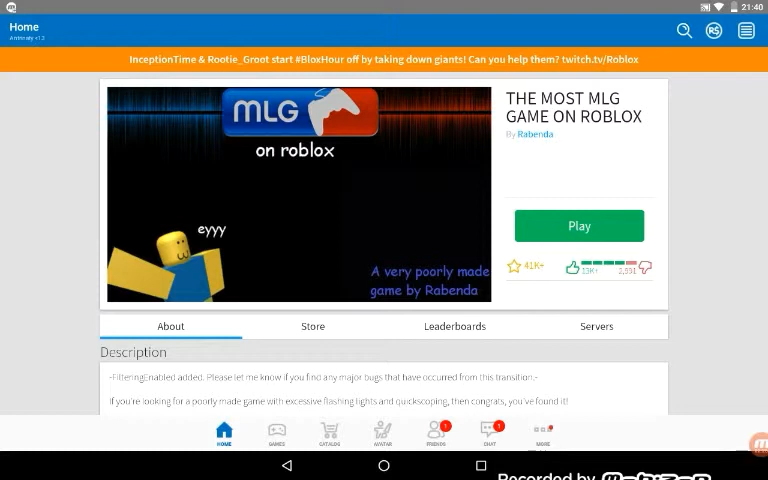 21:40
Home
R$
InceptionTime & Rootie_Groot start #BloxHour off by taking down giants! Can you help them? twitch.tv/Roblox
MLG
on roblox
eyyy
A very poorly made
game by Rabenda
THE MOST MLG
GAME ON ROBLOX
By Rabenda
Play
41K+
13K+
About
Store
Leaderboards
Servers
Description
-FilteringEnabled added. Please let me know if you find any major bugs that have occurred from this transition.-
If you're looking for a poorly made game with excessive flashing lights and quickscoping, then congrats, you've found it!
HOME
GAMES
CATALOG
AVATAR
1
FRIENDS
1
CHAT
MORE
Recorded by